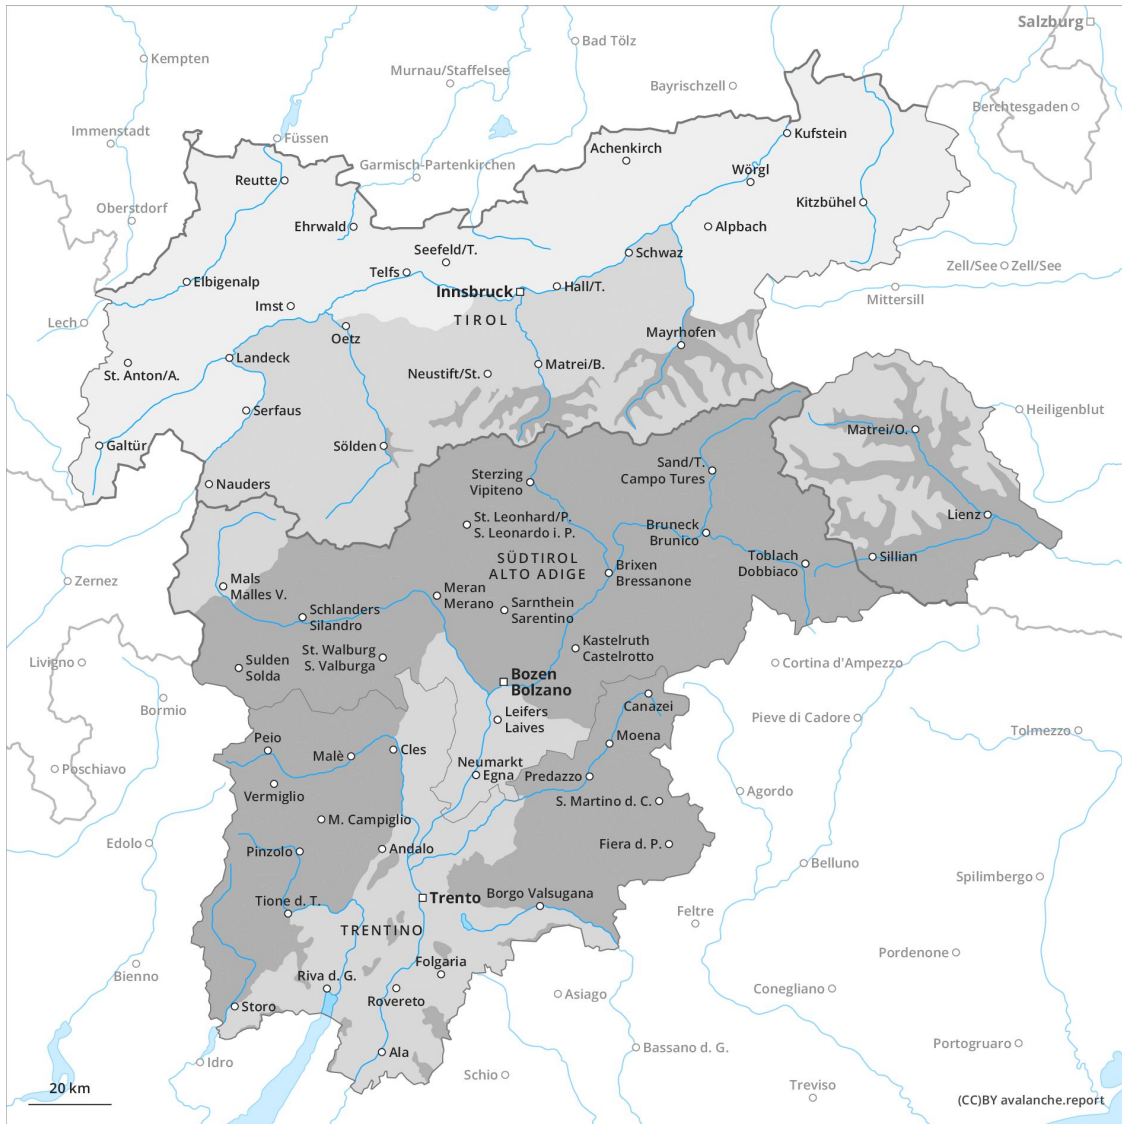 Salzburg
Bad Tölz
Kempten
Murnau/Staffelsee
Bayrischzell
Berchtesgaden
Immenstadt
Füssen
Kufstein
Achenkirch
Garmisch-Partenkirchen
Wörgl
Reutte
Kitzbühel
Oberstdorf
Ehrwald
Alpbach
Seefeld/T.
Schwaz
Zell/See
Zell/See
Telfs
Elbigenalp
Hall/T.
Innsbruck
Mittersill
Imst
TIROL
Lech
Oetz
Mayrhofen
Landeck
Matrei/B.
St. Anton/A.
Neustift/St.
Serfaus
Heiligenblut
Matrei/O.
Galtür
Sölden
Sterzing
Vipiteno
Sand/T.
Campo Tures
Nauders
St. Leonhard/P.
S. Leonardo i. P.
Lienz
Bruneck
Brunico
SÜDTIROL
ALTO ADIGE
Toblach
Dobbiaco
Sillian
Brixen
Bressanone
Zernez
Mals
Malles V.
Meran
Merano
Schlanders
Silandro
Sarnthein
Sarentino
St. Walburg
S. Valburga
Kastelruth
Castelrotto
Livigno
Sulden
Solda
Cortina d'Ampezzo
Bozen
Bolzano
Bormio
Canazei
Leifers
Laives
Pieve di Cadore
Tolmezzo
Peio
Malè
Cles
Moena
Poschiavo
Neumarkt
Egna
Predazzo
Vermiglio
Agordo
S. Martino d. C.
M. Campiglio
Edolo
Pinzolo
Andalo
Fiera d. P.
Belluno
Spilimbergo
Tione d. T.
Trento
Borgo Valsugana
Feltre
TRENTINO
Pordenone
Bienno
Riva d. G.
Folgaria
Conegliano
Storo
Rovereto
Asiago
Idro
Ala
Bassano d. G.
Portogruaro
Schio
Treviso
20 km
(CC)BY avalanche.report